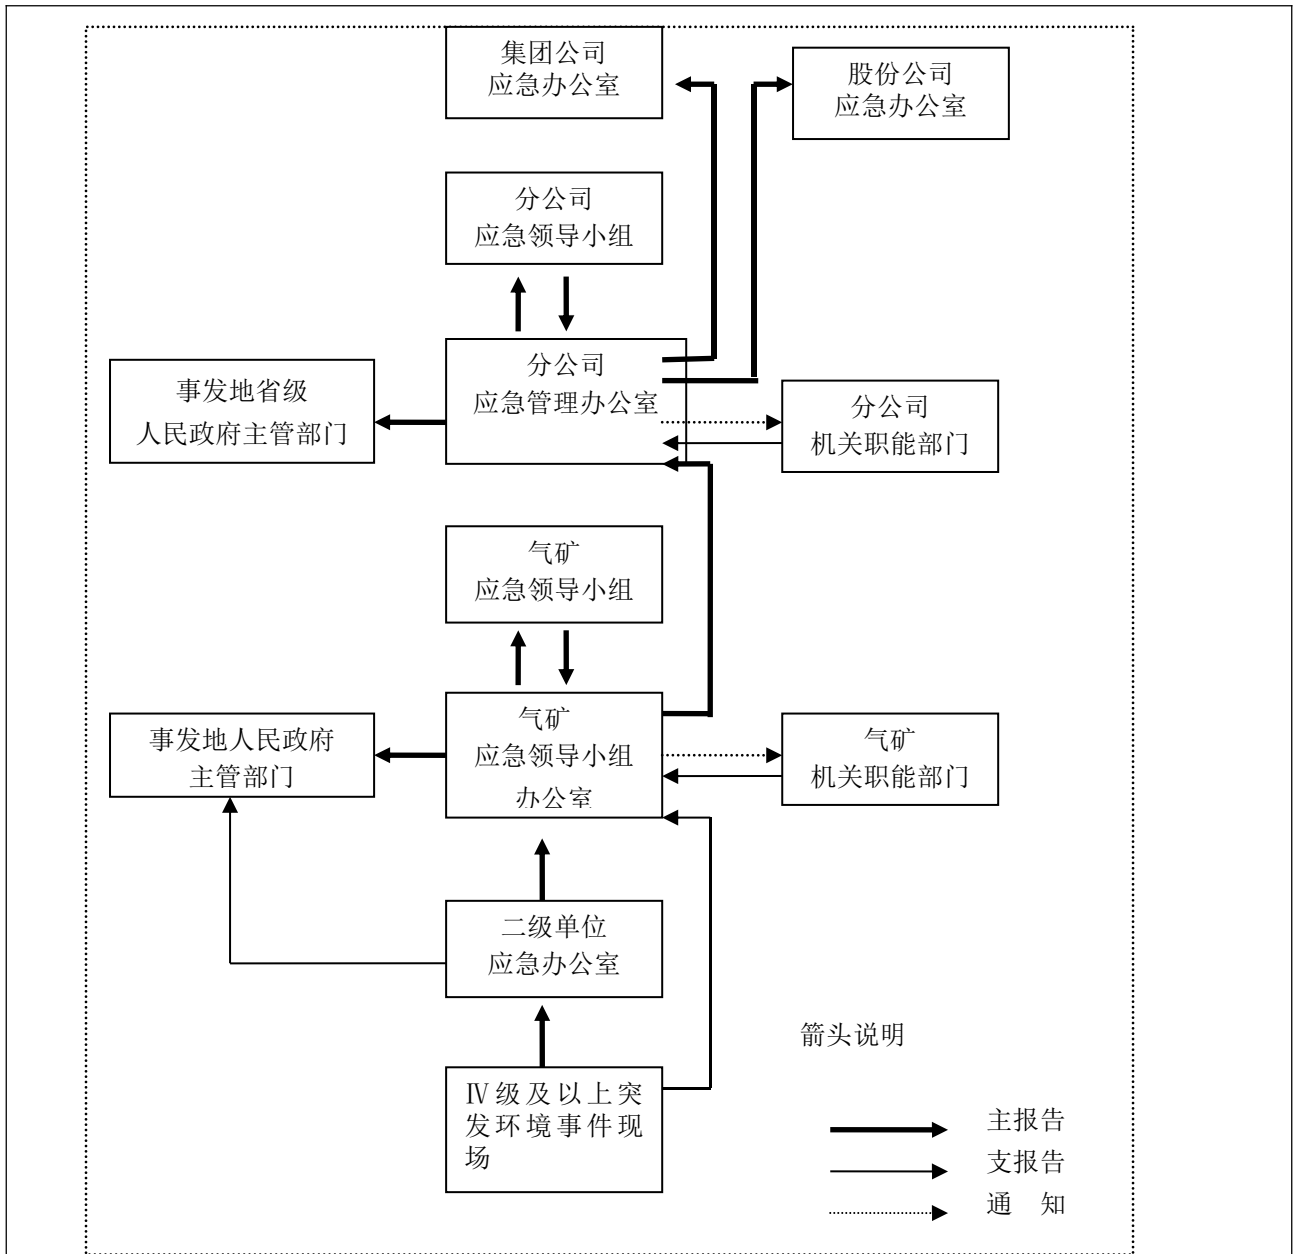 集团公司
应急办公室
股份公司
应急办公室
分公司
应急领导小组
分公司
应急管理办公室
事发地省级
人民政府主管部门
分公司
机关职能部门
气矿
应急领导小组
气矿
应急领导小组
办公室
事发地人民政府
主管部门
气矿
机关职能部门
二级单位
应急办公室
Ⅳ级及以上突
发环境事件现
场
箭头说明
主报告
支报告
通　知